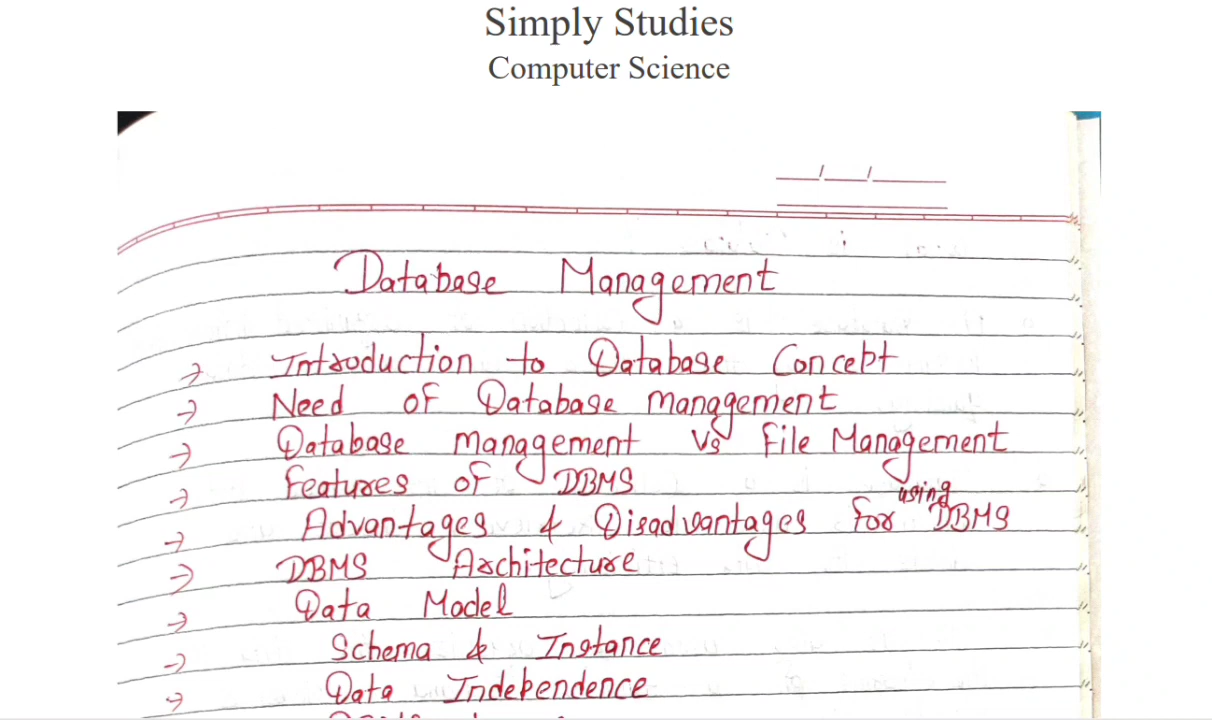 Simply Studies
Computer Science
Database Management
→ Introduction to Database Concept
→ Need of Database management
→ Database management vs File Management
→ Features of DBMS
→ Advantages & Disadvantages for using DBMS
→ DBMS Architecture
→ Data Model
→ Schema & Instance
→ Data Independence